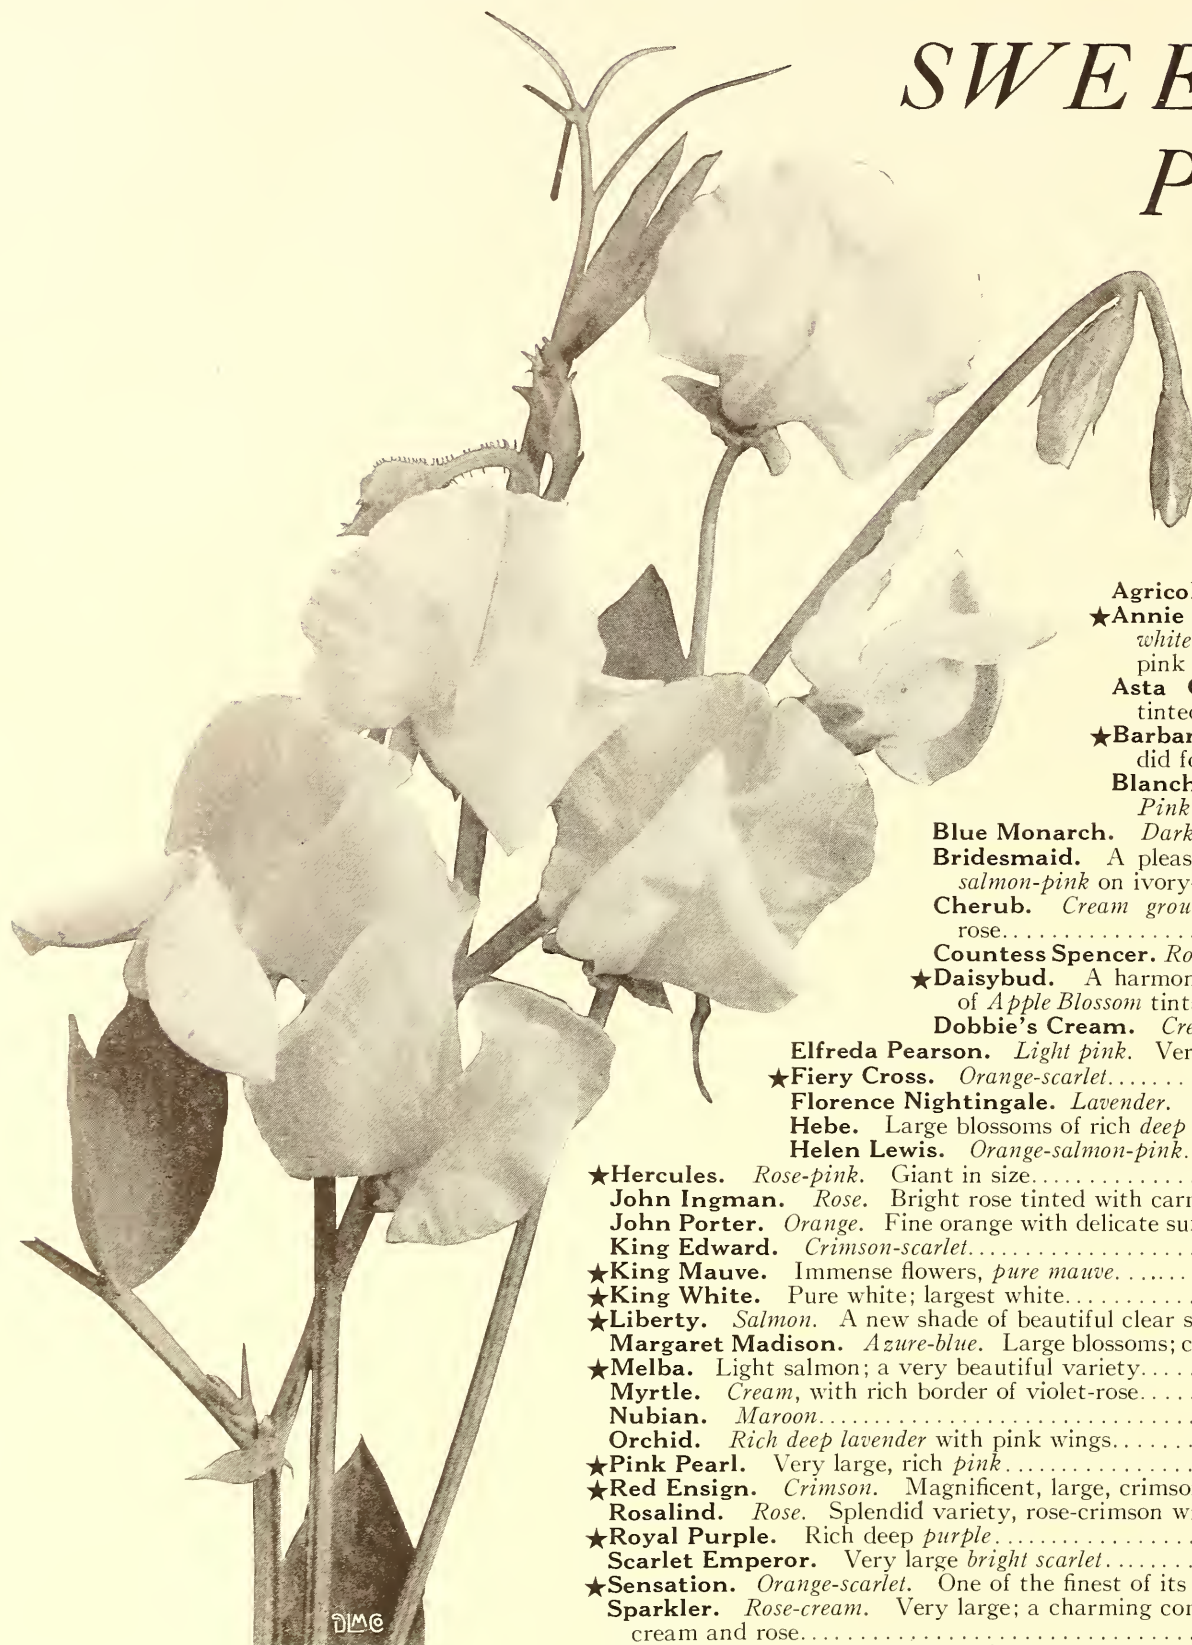 SWEE
P
Agrico
★Annie
white
pink
Asta
tinted
★Barbar
did fo
Blanch
Pink
Blue Monarch. Dark
Bridesmaid. A pleas
salmon-pink on ivory-
Cherub. Cream grou
rose..............
Countess Spencer. Ro
★Daisybud. A harmon
of Apple Blossom tint
Dobbie's Cream. Cre
Elfreda Pearson. Light pink. Ver
★Fiery Cross. Orange-scarlet.......
Florence Nightingale. Lavender.
Hebe. Large blossoms of rich deep
Helen Lewis. Orange-salmon-pink.
★Hercules. Rose-pink. Giant in size............
John Ingman. Rose. Bright rose tinted with carn
John Porter. Orange. Fine orange with delicate su
King Edward. Crimson-scarlet.................
★King Mauve. Immense flowers, pure mauve.......
★King White. Pure white; largest white..........
★Liberty. Salmon. A new shade of beautiful clear s
Margaret Madison. Azure-blue. Large blossoms; c
★Melba. Light salmon; a very beautiful variety.....
Myrtle. Cream, with rich border of violet-rose.....
Nubian. Maroon............................
Orchid. Rich deep lavender with pink wings.......
★Pink Pearl. Very large, rich pink...............
★Red Ensign. Crimson. Magnificent, large, crimso
Rosalind. Rose. Splendid variety, rose-crimson w
★Royal Purple. Rich deep purple................
Scarlet Emperor. Very large bright scarlet........
★Sensation. Orange-scarlet. One of the finest of its
Sparkler. Rose-cream. Very large; a charming co
cream and rose..............................
DLMCo